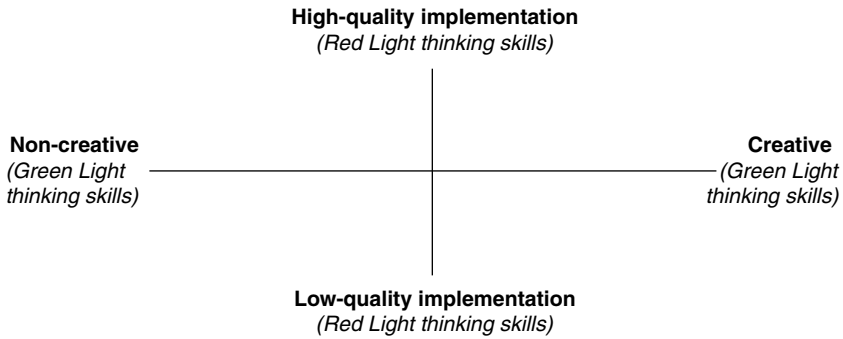 High-quality implementation
(Red Light thinking skills)
Non-creative
(Green Light
thinking skills)
Creative
(Green Light
thinking skills)
Low-quality implementation
(Red Light thinking skills)